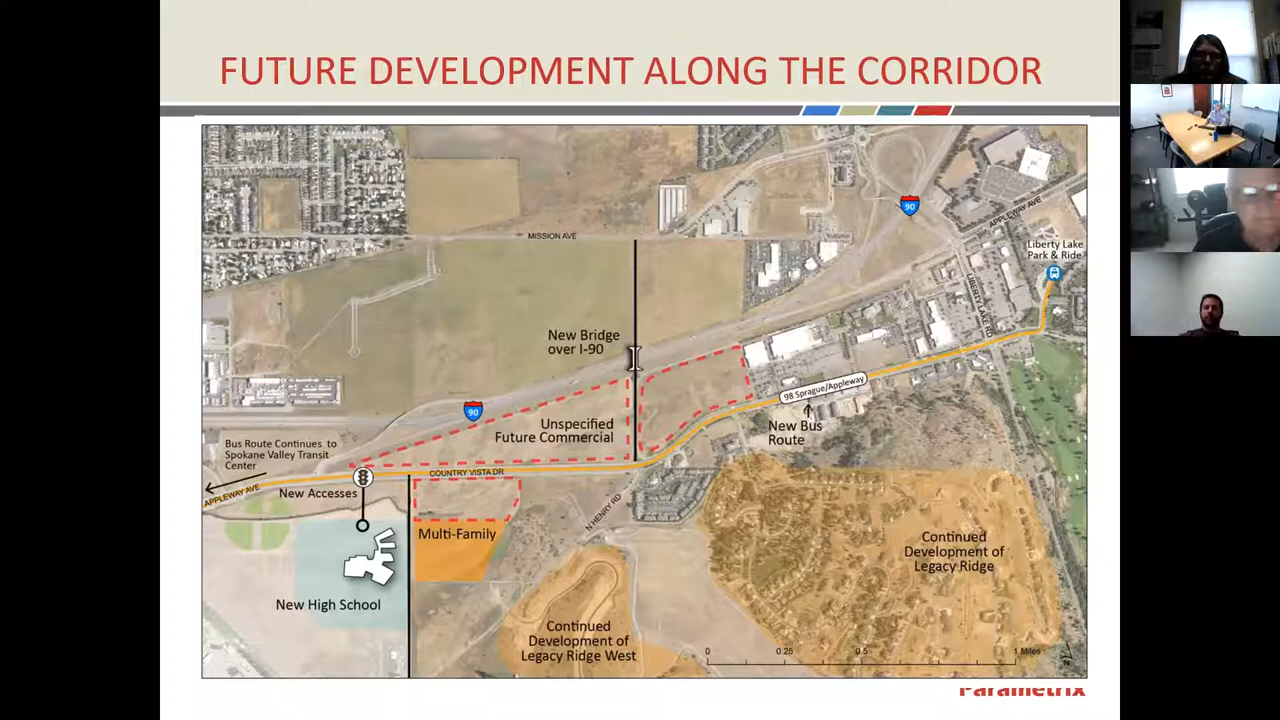 FUTURE DEVELOPMENT ALONG THE CORRIDOR
MISSION AVE
90
APPLEWAY AVE
Liberty Lake
Park & Ride
LIBERTY LAKE RD
New Bridge
over I-90
98 Sprague/Appleway
90
Unspecified
Future Commercial
New Bus
Route
Bus Route Continues to
Spokane Valley Transit
Center
COUNTRY VISTA DR
APPLEWAY AVE
New Accesses
N HENRY RD
Multi-Family
Continued
Development of
Legacy Ridge
New High School
Continued
Development of
Legacy Ridge West
0 0.25 0.5 1 Miles
N
Parametrix